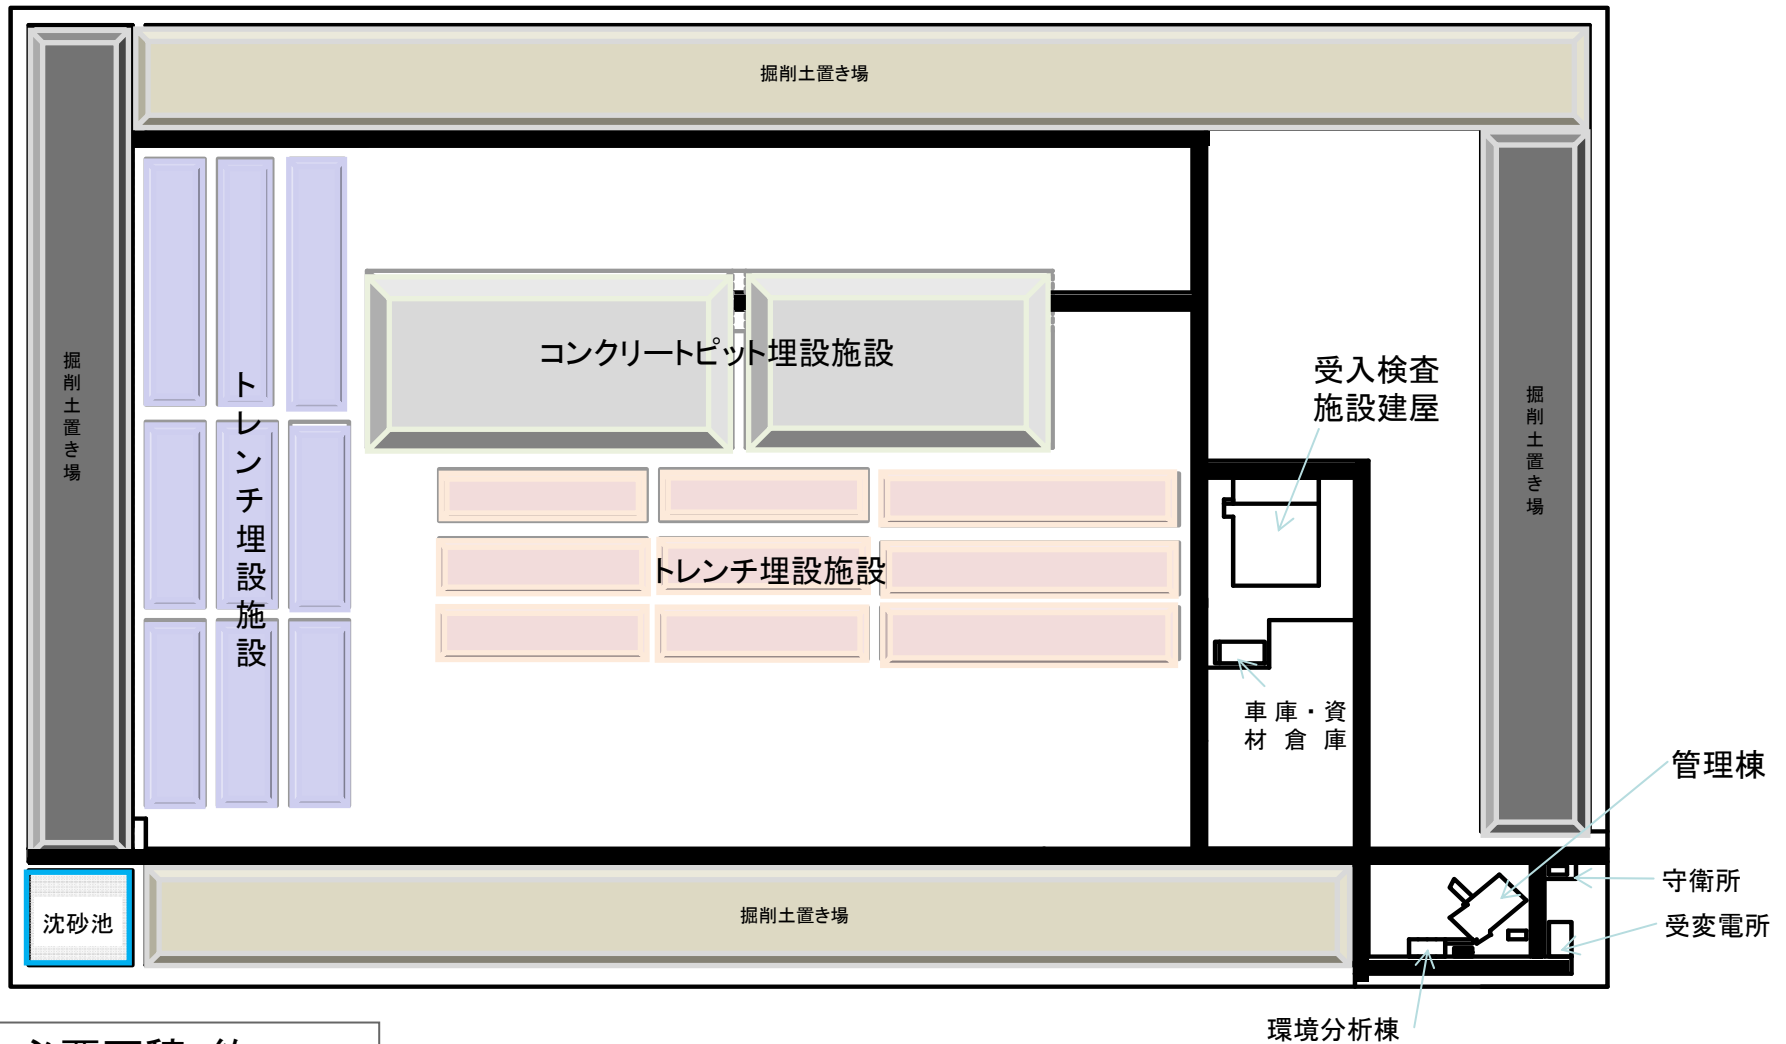 掘削土置き場
掘削土置き場
トレンチ埋設施設
コンクリートピット埋設施設
トレンチ埋設施設
受入検査
施設建屋
掘削土置き場
車庫・資
材倉庫
管理棟
守衛所
受変電所
沈砂池
掘削土置き場
環境分析棟